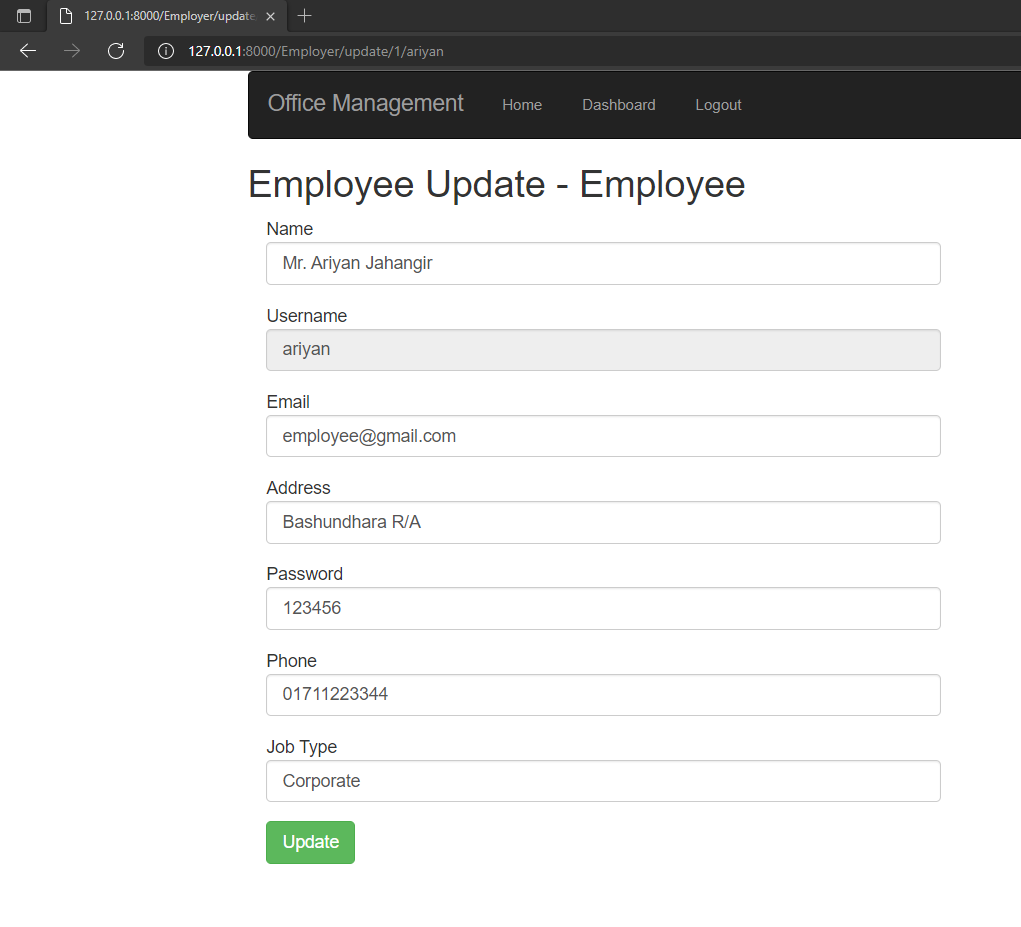 127.0.0.1:8000/Employer/update
127.0.0.1:8000/Employer/update/1/ariyan
Office Management Home Dashboard Logout
Employee Update - Employee
Name
Mr. Ariyan Jahangir
Username
ariyan
Email
employee@gmail.com
Address
Bashundhara R/A
Password
123456
Phone
01711223344
Job Type
Corporate
Update